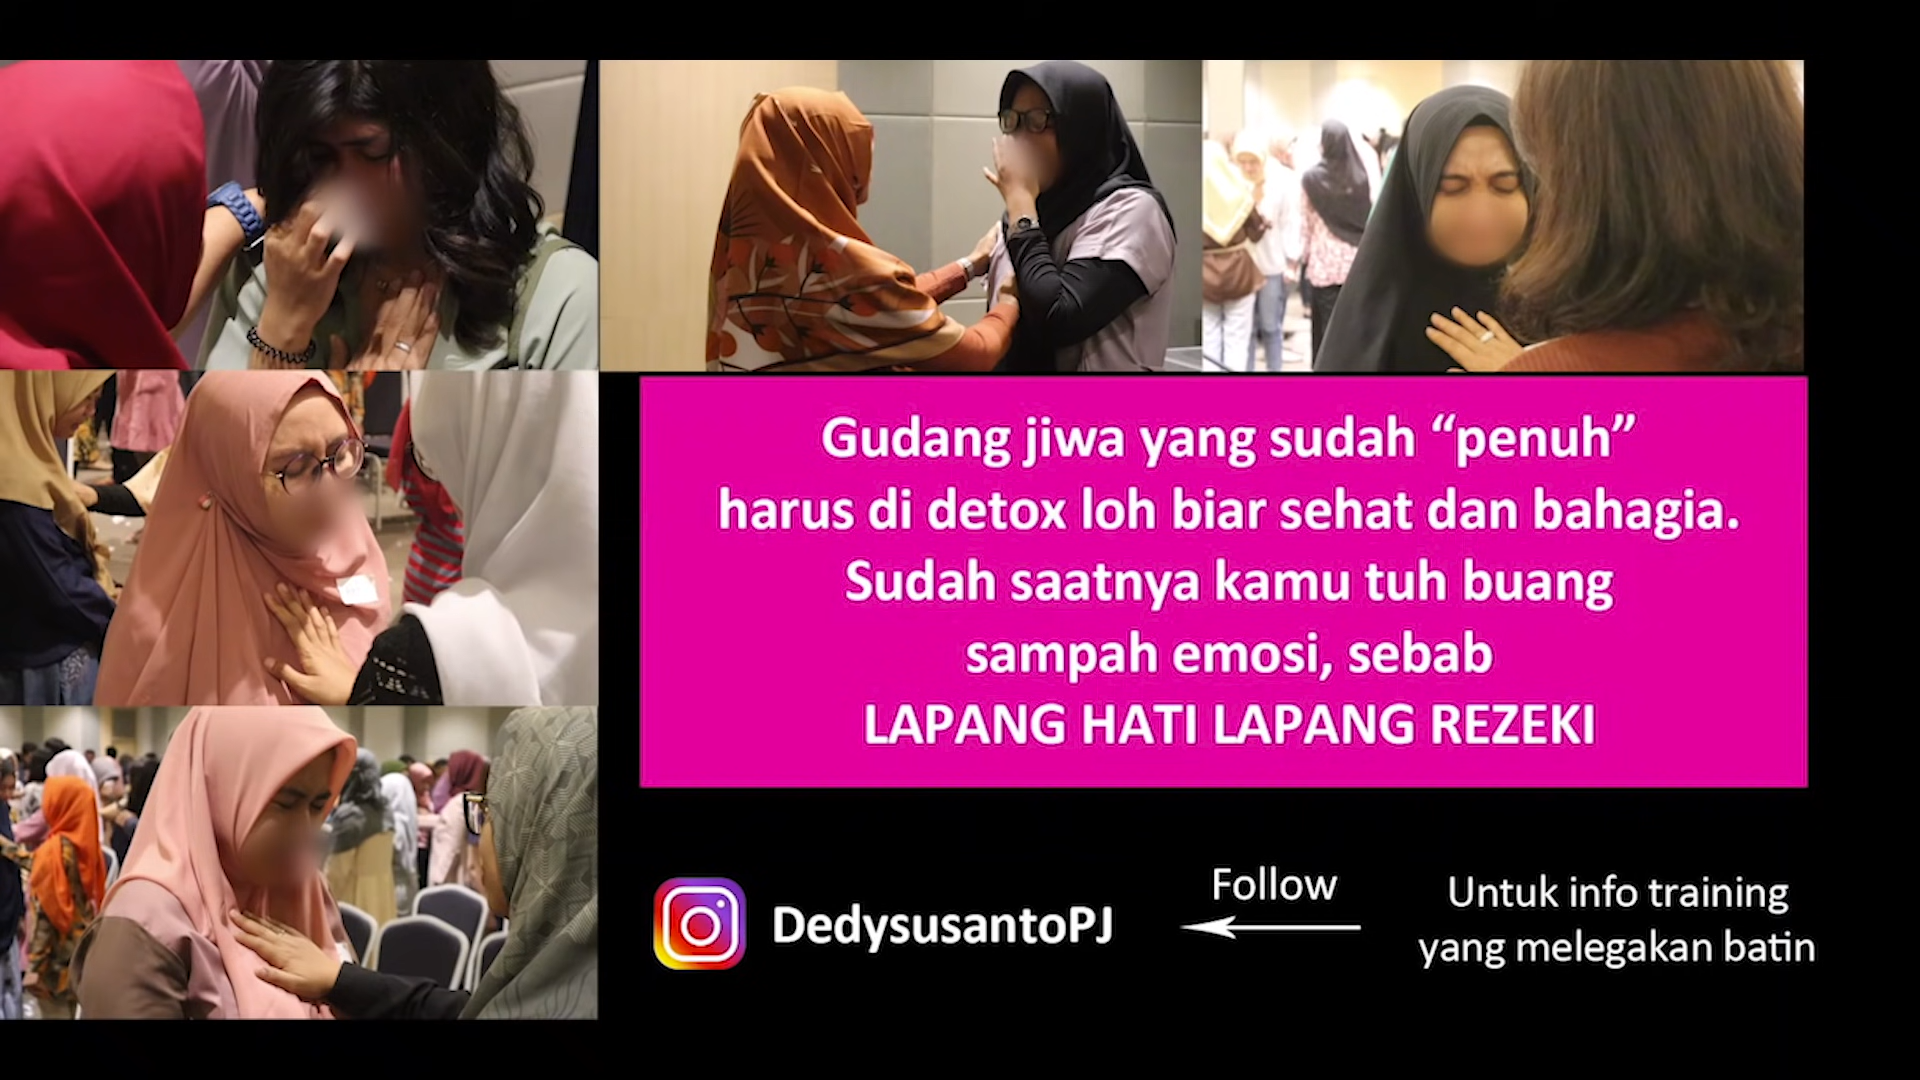 Gudang jiwa yang sudah “penuh”
harus di detox loh biar sehat dan bahagia.
Sudah saatnya kamu tuh buang
sampah emosi, sebab
LAPANG HATI LAPANG REZEKI
DedysusantoPJ
Follow
Untuk info training
yang melegakan batin